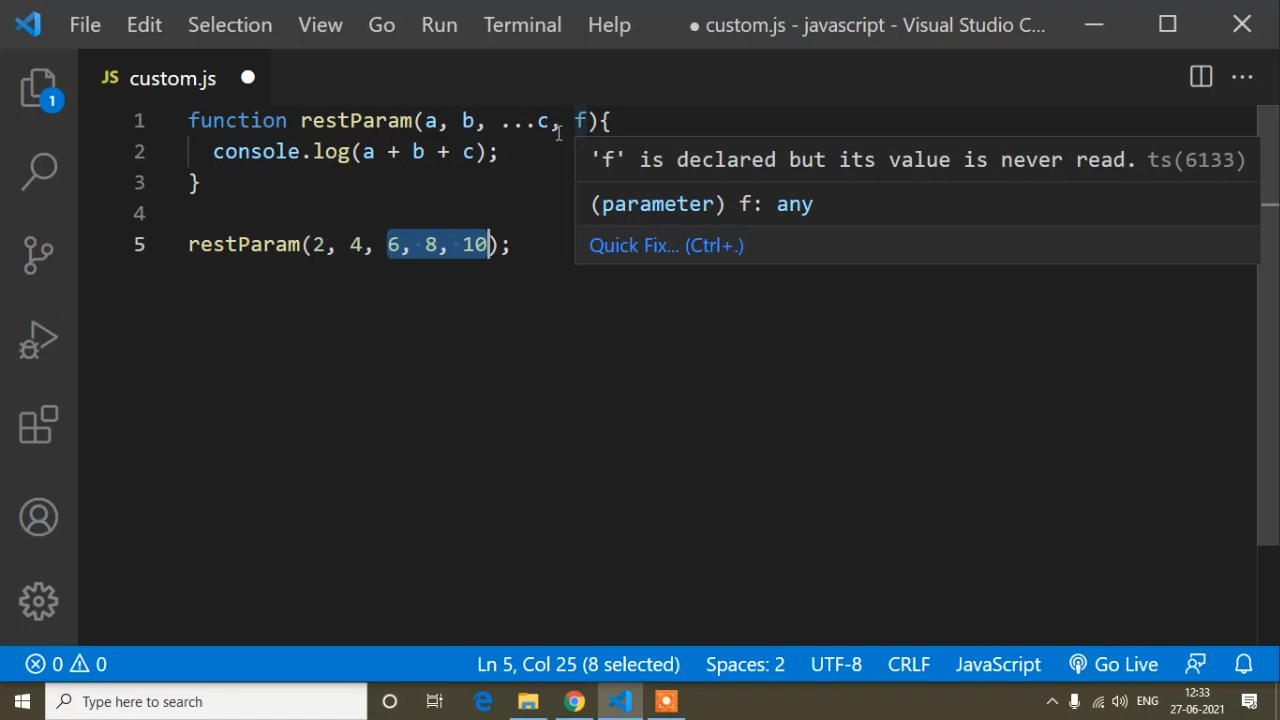 File Edit Selection View Go Run Terminal Help ● custom.js - javascript - Visual Studio C...
JS custom.js
1
1 function restParam(a, b, ...c, f){
2 console.log(a + b + c);
3 }
4
5 restParam(2, 4, 6, 8, 10);
'f' is declared but its value is never read. ts(6133)
(parameter) f: any
Quick Fix... (Ctrl+.)
0 0 Ln 5, Col 25 (8 selected) Spaces: 2 UTF-8 CRLF JavaScript Go Live
Type here to search ENG 12:33
27-06-2021